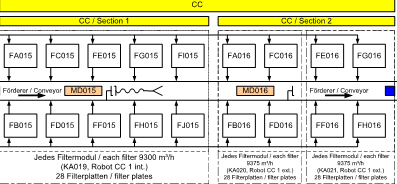 CC
CC / Section 1
CC / Section 2
FA015
FC015
FE015
FG015
FI015
FA016
FC016
FE016
FG016
Förderer / Conveyor
MD015
MD016
Förderer / Conveyor
FB015
FD015
FF015
FH015
FJ015
FB016
FD016
FF016
FH016
Jedes Filtermodul / each filter 9300 m³/h
(KA019, Robot CC 1 int.)
28 Filterplatten / filter plates
Jedes Filtermodul / each filter
9375 m³/h
(KA020, Robot CC 1 ext.)
28 Filterplatten / filter plates
Jedes Filtermodul / each filter
9375 m³/h
(KA021, Robot CC 1 ext.)
28 Filterplatten / filter plates